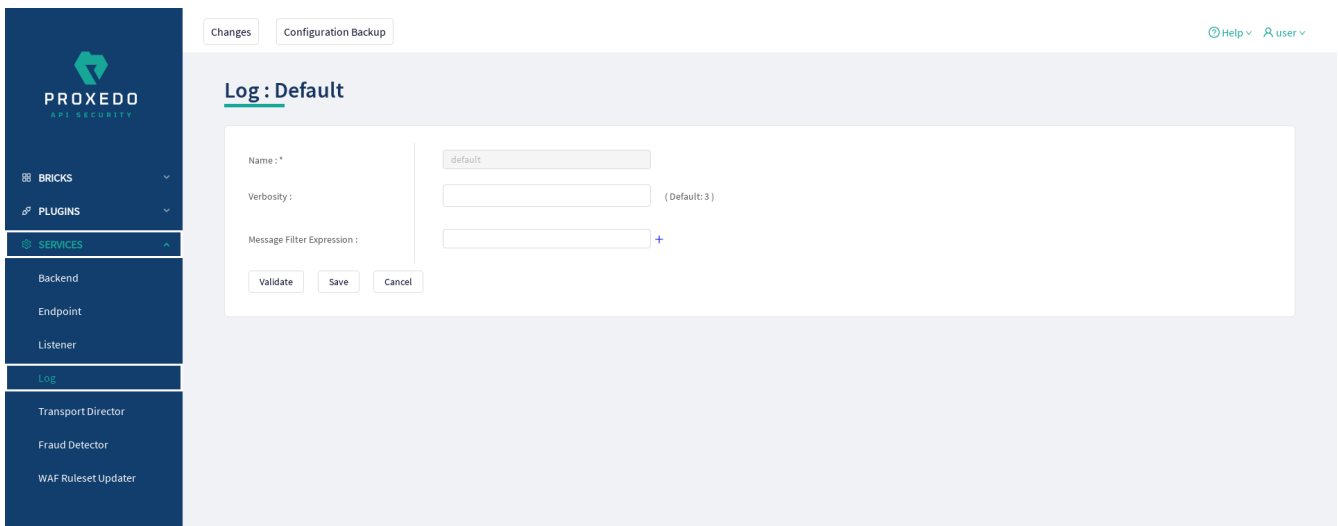 Changes
Configuration Backup
Help
user
PROXEDO
API SECURITY
BRICKS
PLUGINS
SERVICES
Backend
Endpoint
Listener
Log
Transport Director
Fraud Detector
WAF Ruleset Updater
Log : Default
Name : *
default
Verbosity :
( Default: 3 )
Message Filter Expression :
+
Validate
Save
Cancel